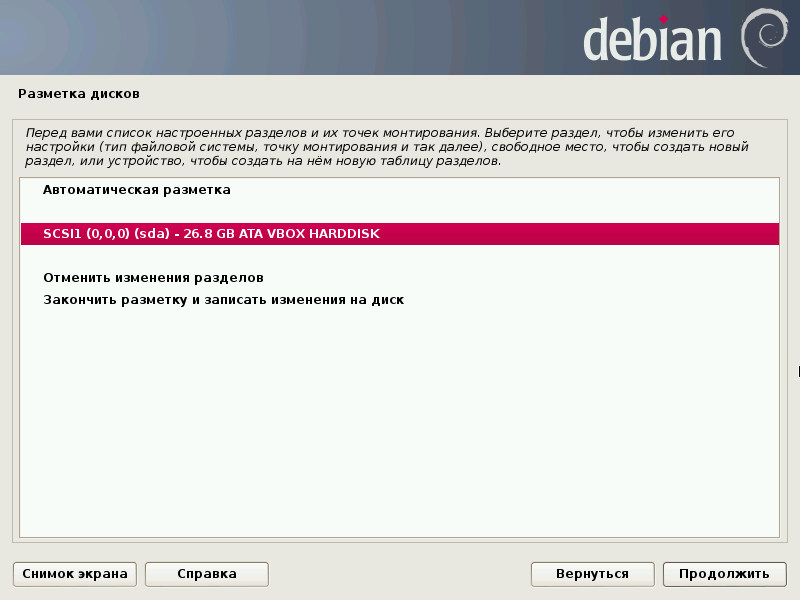 debian
Разметка дисков
Перед вами список настроенных разделов и их точек монтирования. Выберите раздел, чтобы изменить его
настройки (тип файловой системы, точку монтирования и так далее), свободное место, чтобы создать новый
раздел, или устройство, чтобы создать на нём новую таблицу разделов.
Автоматическая разметка
SCSI1 (0,0,0) (sda) - 26.8 GB ATA VBOX HARDDISK
Отменить изменения разделов
Закончить разметку и записать изменения на диск
Снимок экрана
Справка
Вернуться
Продолжить